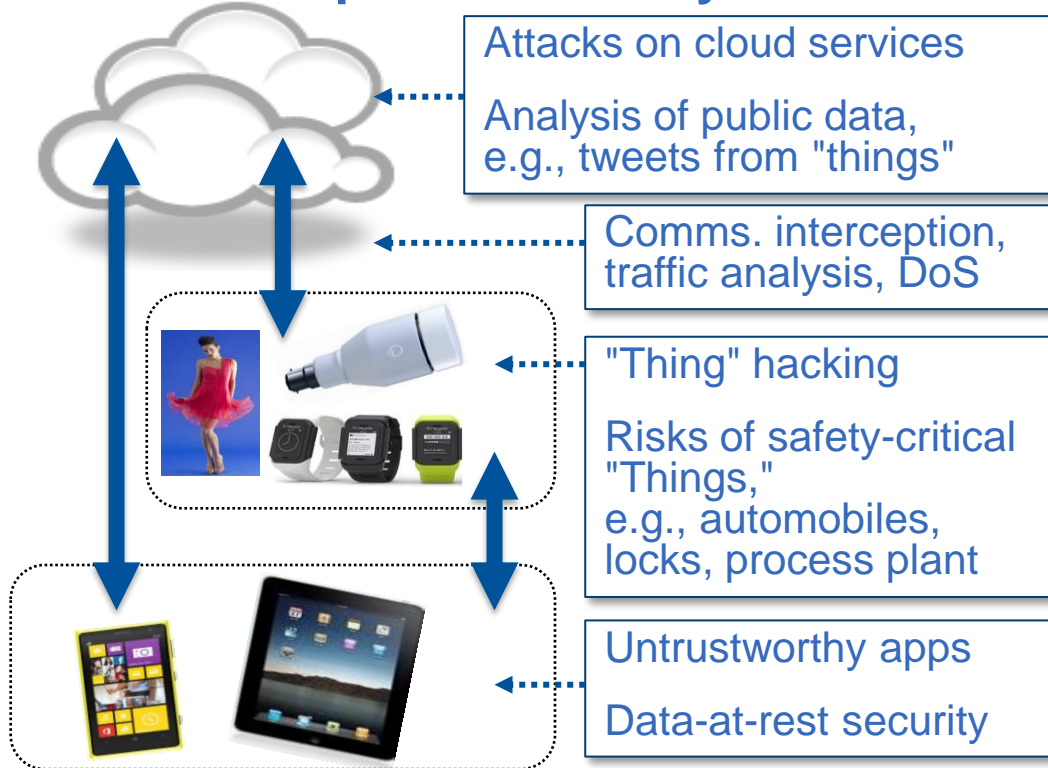 Attacks on cloud services
Analysis of public data,
e.g., tweets from "things"
Comms. interception,
traffic analysis, DoS
"Thing" hacking
Risks of safety-critical
"Things,"
e.g., automobiles,
locks, process plant
Untrustworthy apps
Data-at-rest security